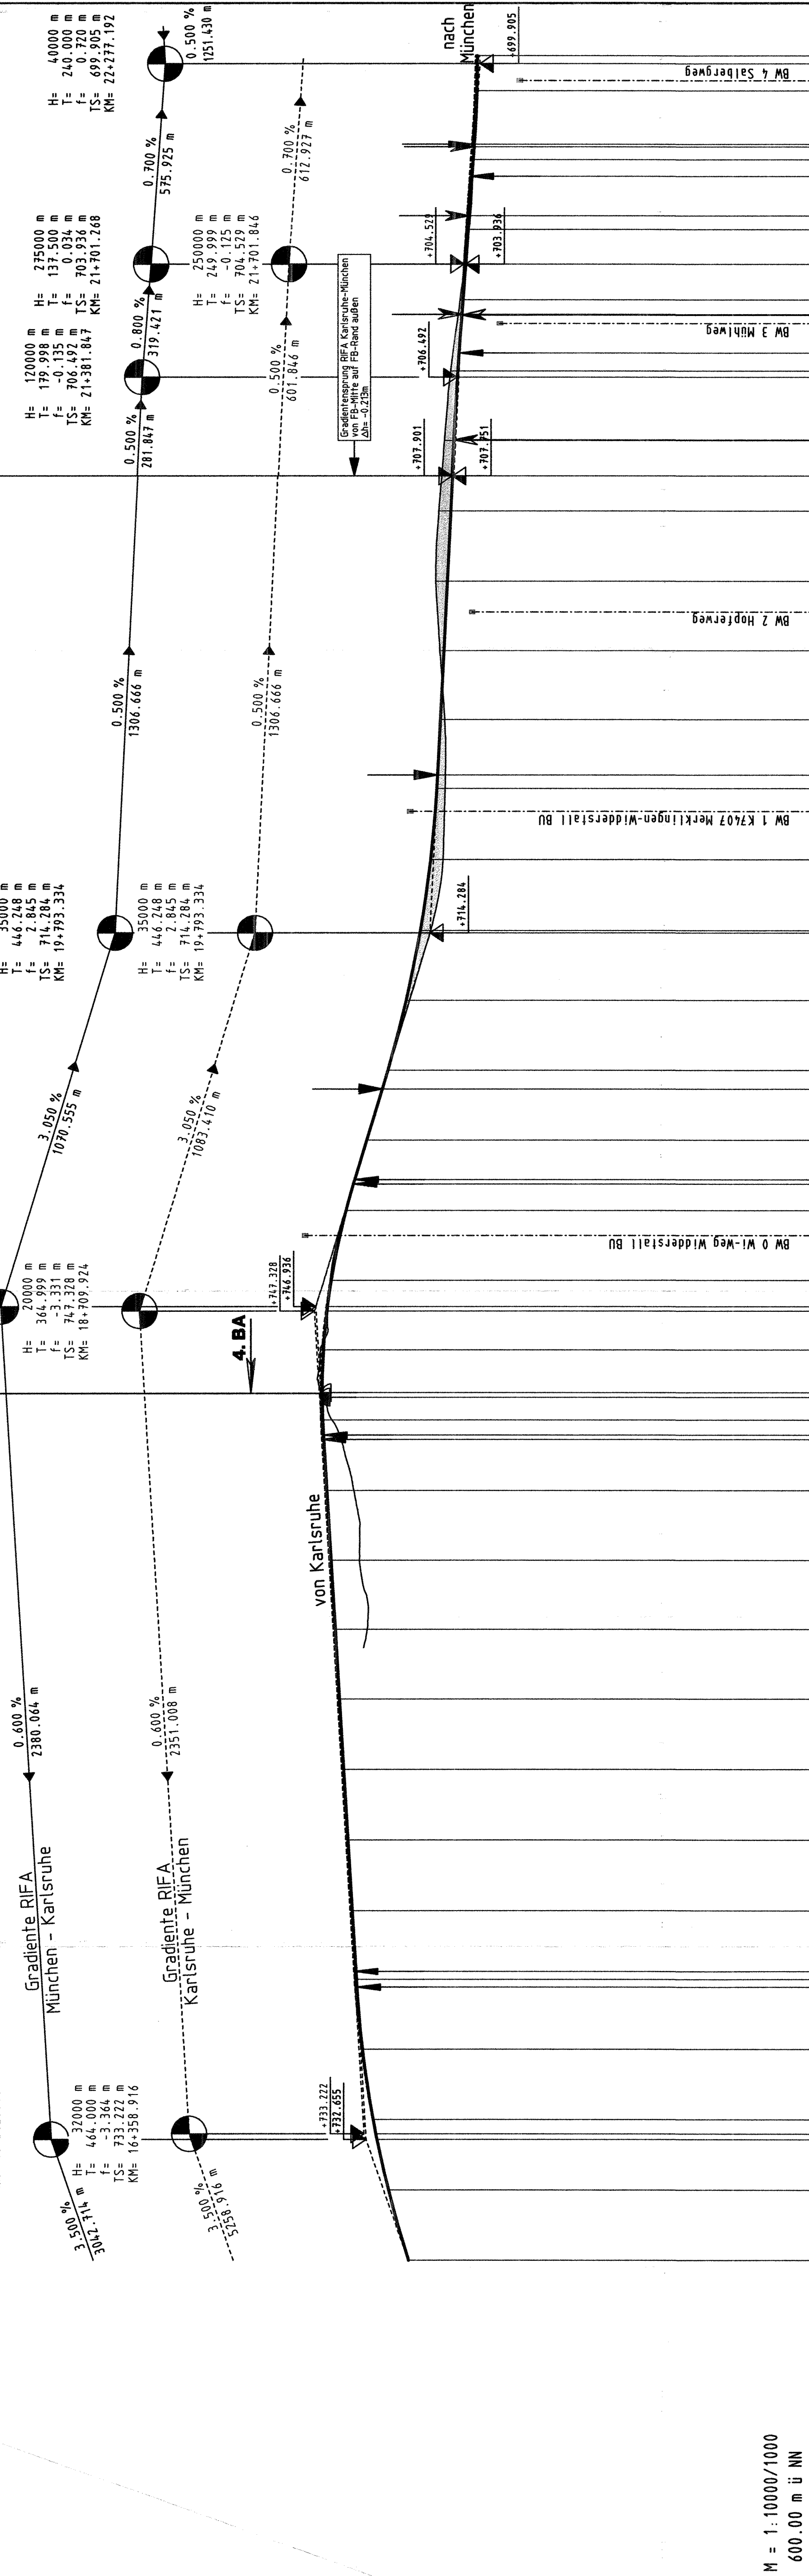 3.500 %
3042.714 m
H= 32000 m
T= 464.000 m
f= -3.364 m
TS= 733.222 m
KM= 16+358.916
3.500 %
5258.916 m
Gradiente RIFA
München - Karlsruhe
Gradiente RIFA
Karlsruhe - München
0.600 %
2380.064 m
0.600 %
2351.008 m
+733.222
+732.655
von Karlsruhe
4. BA
H= 20000 m
T= 364.999 m
f= -3.331 m
TS= 747.328 m
KM= 18+709.924
+747.328
+746.936
BW 0 Wi-Weg Widderstall BU
3.050 %
1070.555 m
3.050 %
1083.410 m
H= 35000 m
T= 446.248 m
f= 2.845 m
TS= 714.284 m
KM= 19+793.334
H= 35000 m
T= 446.248 m
f= 2.845 m
TS= 714.284 m
KM= 19+793.334
+714.284
BW 1 K7407 Merklingen-Widderstall BU
0.500 %
1306.666 m
0.500 %
1306.666 m
BW 2 Hopferweg
+707.901
+707.751
Gradientensprung RIFA Karlsruhe-München
von FB-Mitte auf FB-Rand außen
Δh= -0.213m
0.500 %
281.847 m
H= 120000 m
T= 179.998 m
f= -0.135 m
TS= 706.492 m
KM= 21+381.847
+706.492
0.500 %
601.846 m
0.800 %
319.421 m
BW 3 Mühlweg
H= 275000 m
T= 137.500 m
f= 0.034 m
TS= 703.936 m
KM= 21+701.268
H= 250000 m
T= 249.999 m
f= -0.125 m
TS= 704.529 m
KM= 21+701.846
+704.529
+703.936
0.700 %
575.925 m
0.700 %
612.927 m
H= 40000 m
T= 240.000 m
f= 0.720 m
TS= 699.905 m
KM= 22+277.192
0.500 %
1251.430 m
nach
München
+699.905
BW 4 Salbergweg
M = 1:10000/1000
600.00 m ü NN